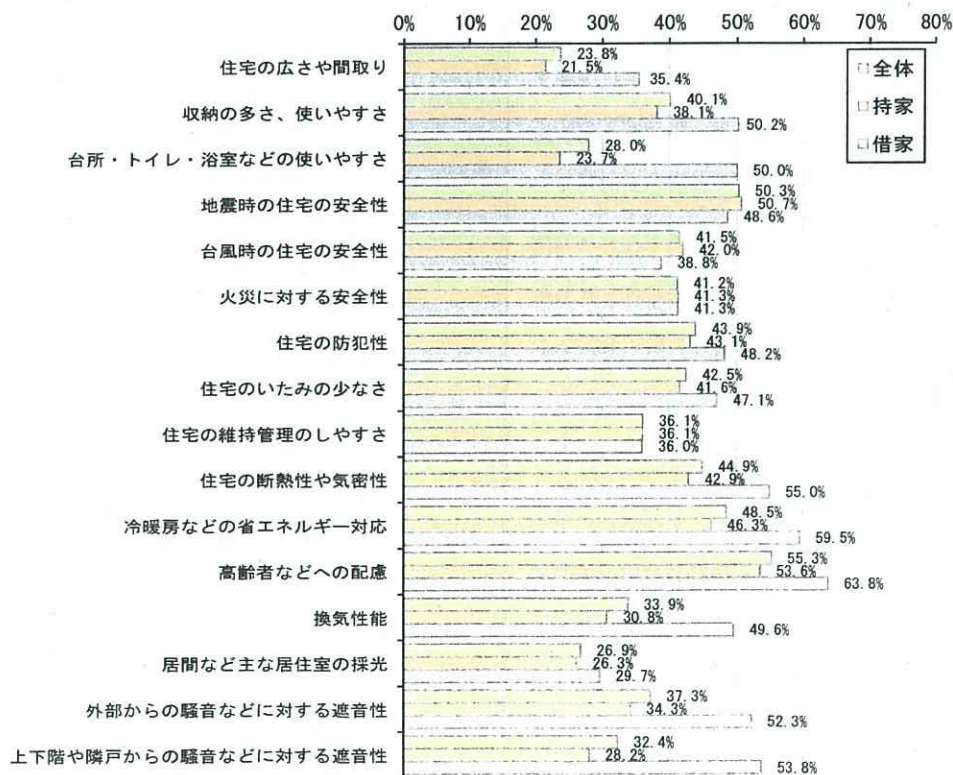 0% 10% 20% 30% 40% 50% 60% 70% 80%
全体
持家
借家
住宅の広さや間取り
23.8%
21.5%
35.4%
収納の多さ、使いやすさ
40.1%
38.1%
50.2%
台所・トイレ・浴室などの使いやすさ
28.0%
23.7%
50.0%
地震時の住宅の安全性
50.3%
50.7%
48.6%
台風時の住宅の安全性
41.5%
42.0%
38.8%
火災に対する安全性
41.2%
41.3%
41.3%
住宅の防犯性
43.9%
43.1%
48.2%
住宅のいたみの少なさ
42.5%
41.6%
47.1%
住宅の維持管理のしやすさ
36.1%
36.1%
36.0%
住宅の断熱性や気密性
44.9%
42.9%
55.0%
冷暖房などの省エネルギー対応
48.5%
46.3%
59.5%
高齢者などへの配慮
55.3%
53.6%
63.8%
換気性能
33.9%
30.8%
49.6%
居間など主な居住室の採光
26.9%
26.3%
29.7%
外部からの騒音などに対する遮音性
37.3%
34.3%
52.3%
上下階や隣戸からの騒音などに対する遮音性
32.4%
28.2%
53.8%